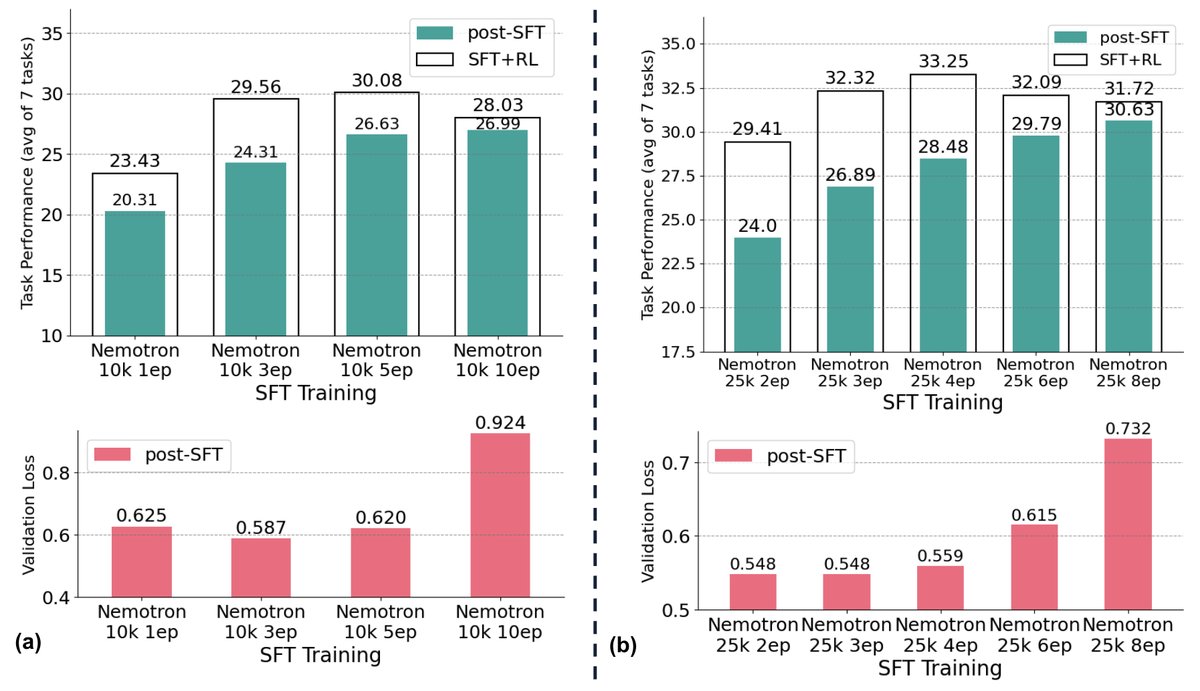 Task Performance (avg of 7 tasks)
35
30
25
20
15
10
post-SFT
SFT+RL
23.43
20.31
29.56
24.31
30.08
26.63
28.03
26.99
Nemotron
10k 1ep
Nemotron
10k 3ep
Nemotron
10k 5ep
Nemotron
10k 10ep
SFT Training
Validation Loss
0.8
0.6
0.4
post-SFT
0.625
0.587
0.620
0.924
Nemotron
10k 1ep
Nemotron
10k 3ep
Nemotron
10k 5ep
Nemotron
10k 10ep
SFT Training
(a)
Task Performance (avg of 7 tasks)
35.0
32.5
30.0
27.5
25.0
22.5
20.0
17.5
post-SFT
SFT+RL
29.41
24.0
32.32
26.89
33.25
28.48
32.09
29.79
31.72
30.63
Nemotron
25k 2ep
Nemotron
25k 3ep
Nemotron
25k 4ep
Nemotron
25k 6ep
Nemotron
25k 8ep
SFT Training
Validation Loss
0.7
0.6
0.5
post-SFT
0.548
0.548
0.559
0.615
0.732
Nemotron
25k 2ep
Nemotron
25k 3ep
Nemotron
25k 4ep
Nemotron
25k 6ep
Nemotron
25k 8ep
SFT Training
(b)